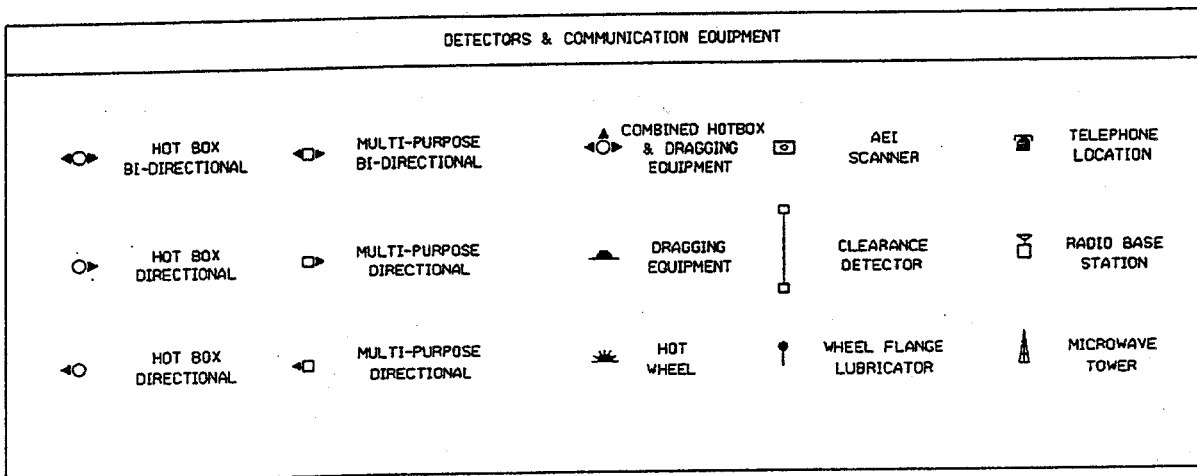 DETECTORS & COMMUNICATION EQUIPMENT
HOT BOX
BI-DIRECTIONAL
MULTI-PURPOSE
BI-DIRECTIONAL
COMBINED HOTBOX
& DRAGGING
EQUIPMENT
AEI
SCANNER
TELEPHONE
LOCATION
HOT BOX
DIRECTIONAL
MULTI-PURPOSE
DIRECTIONAL
DRAGGING
EQUIPMENT
CLEARANCE
DETECTOR
RADIO BASE
STATION
HOT BOX
DIRECTIONAL
MULTI-PURPOSE
DIRECTIONAL
HOT
WHEEL
WHEEL FLANGE
LUBRICATOR
MICROWAVE
TOWER